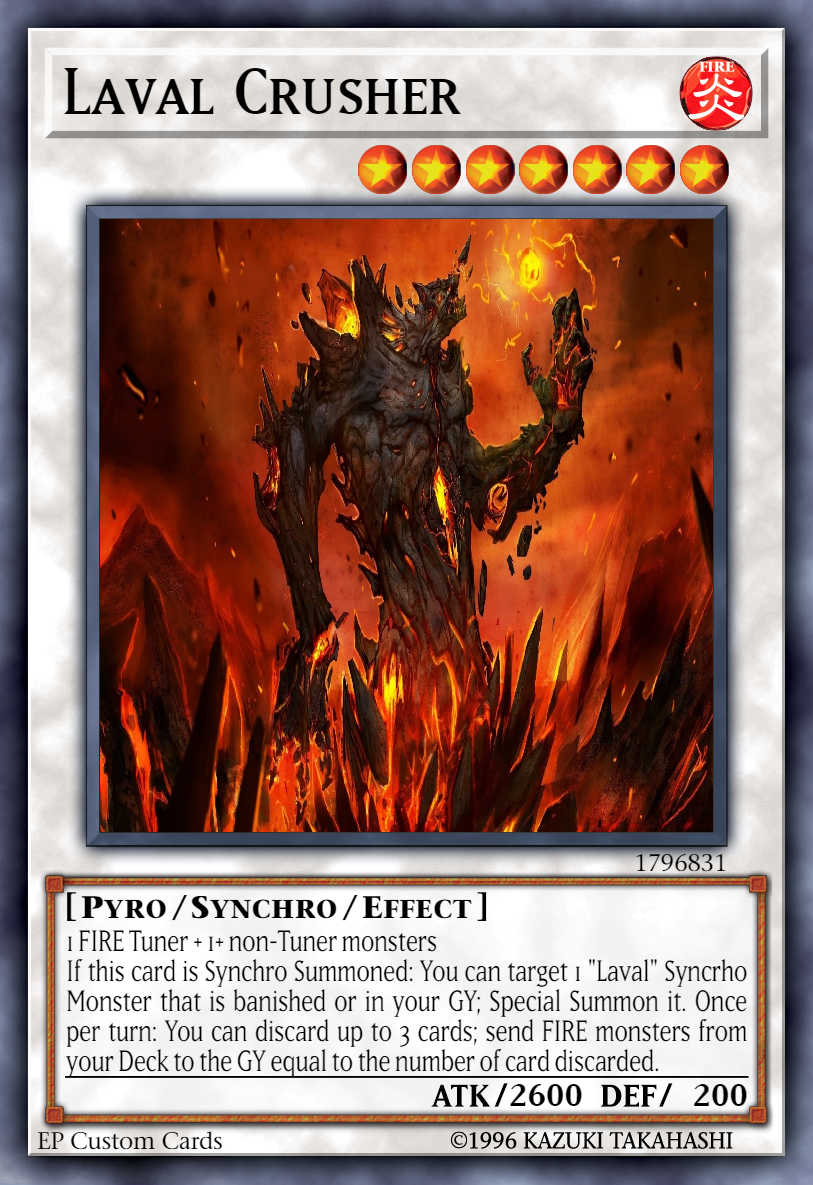 Laval Crusher
FIRE
炎
1796831
[ Pyro / Synchro / Effect ]
1 FIRE Tuner + 1+ non-Tuner monsters
If this card is Synchro Summoned: You can target 1 "Laval" Syncrho
Monster that is banished or in your GY; Special Summon it. Once
per turn: You can discard up to 3 cards; send FIRE monsters from
your Deck to the GY equal to the number of card discarded.
ATK/2600 DEF/ 200
EP Custom Cards
©1996 KAZUKI TAKAHASHI